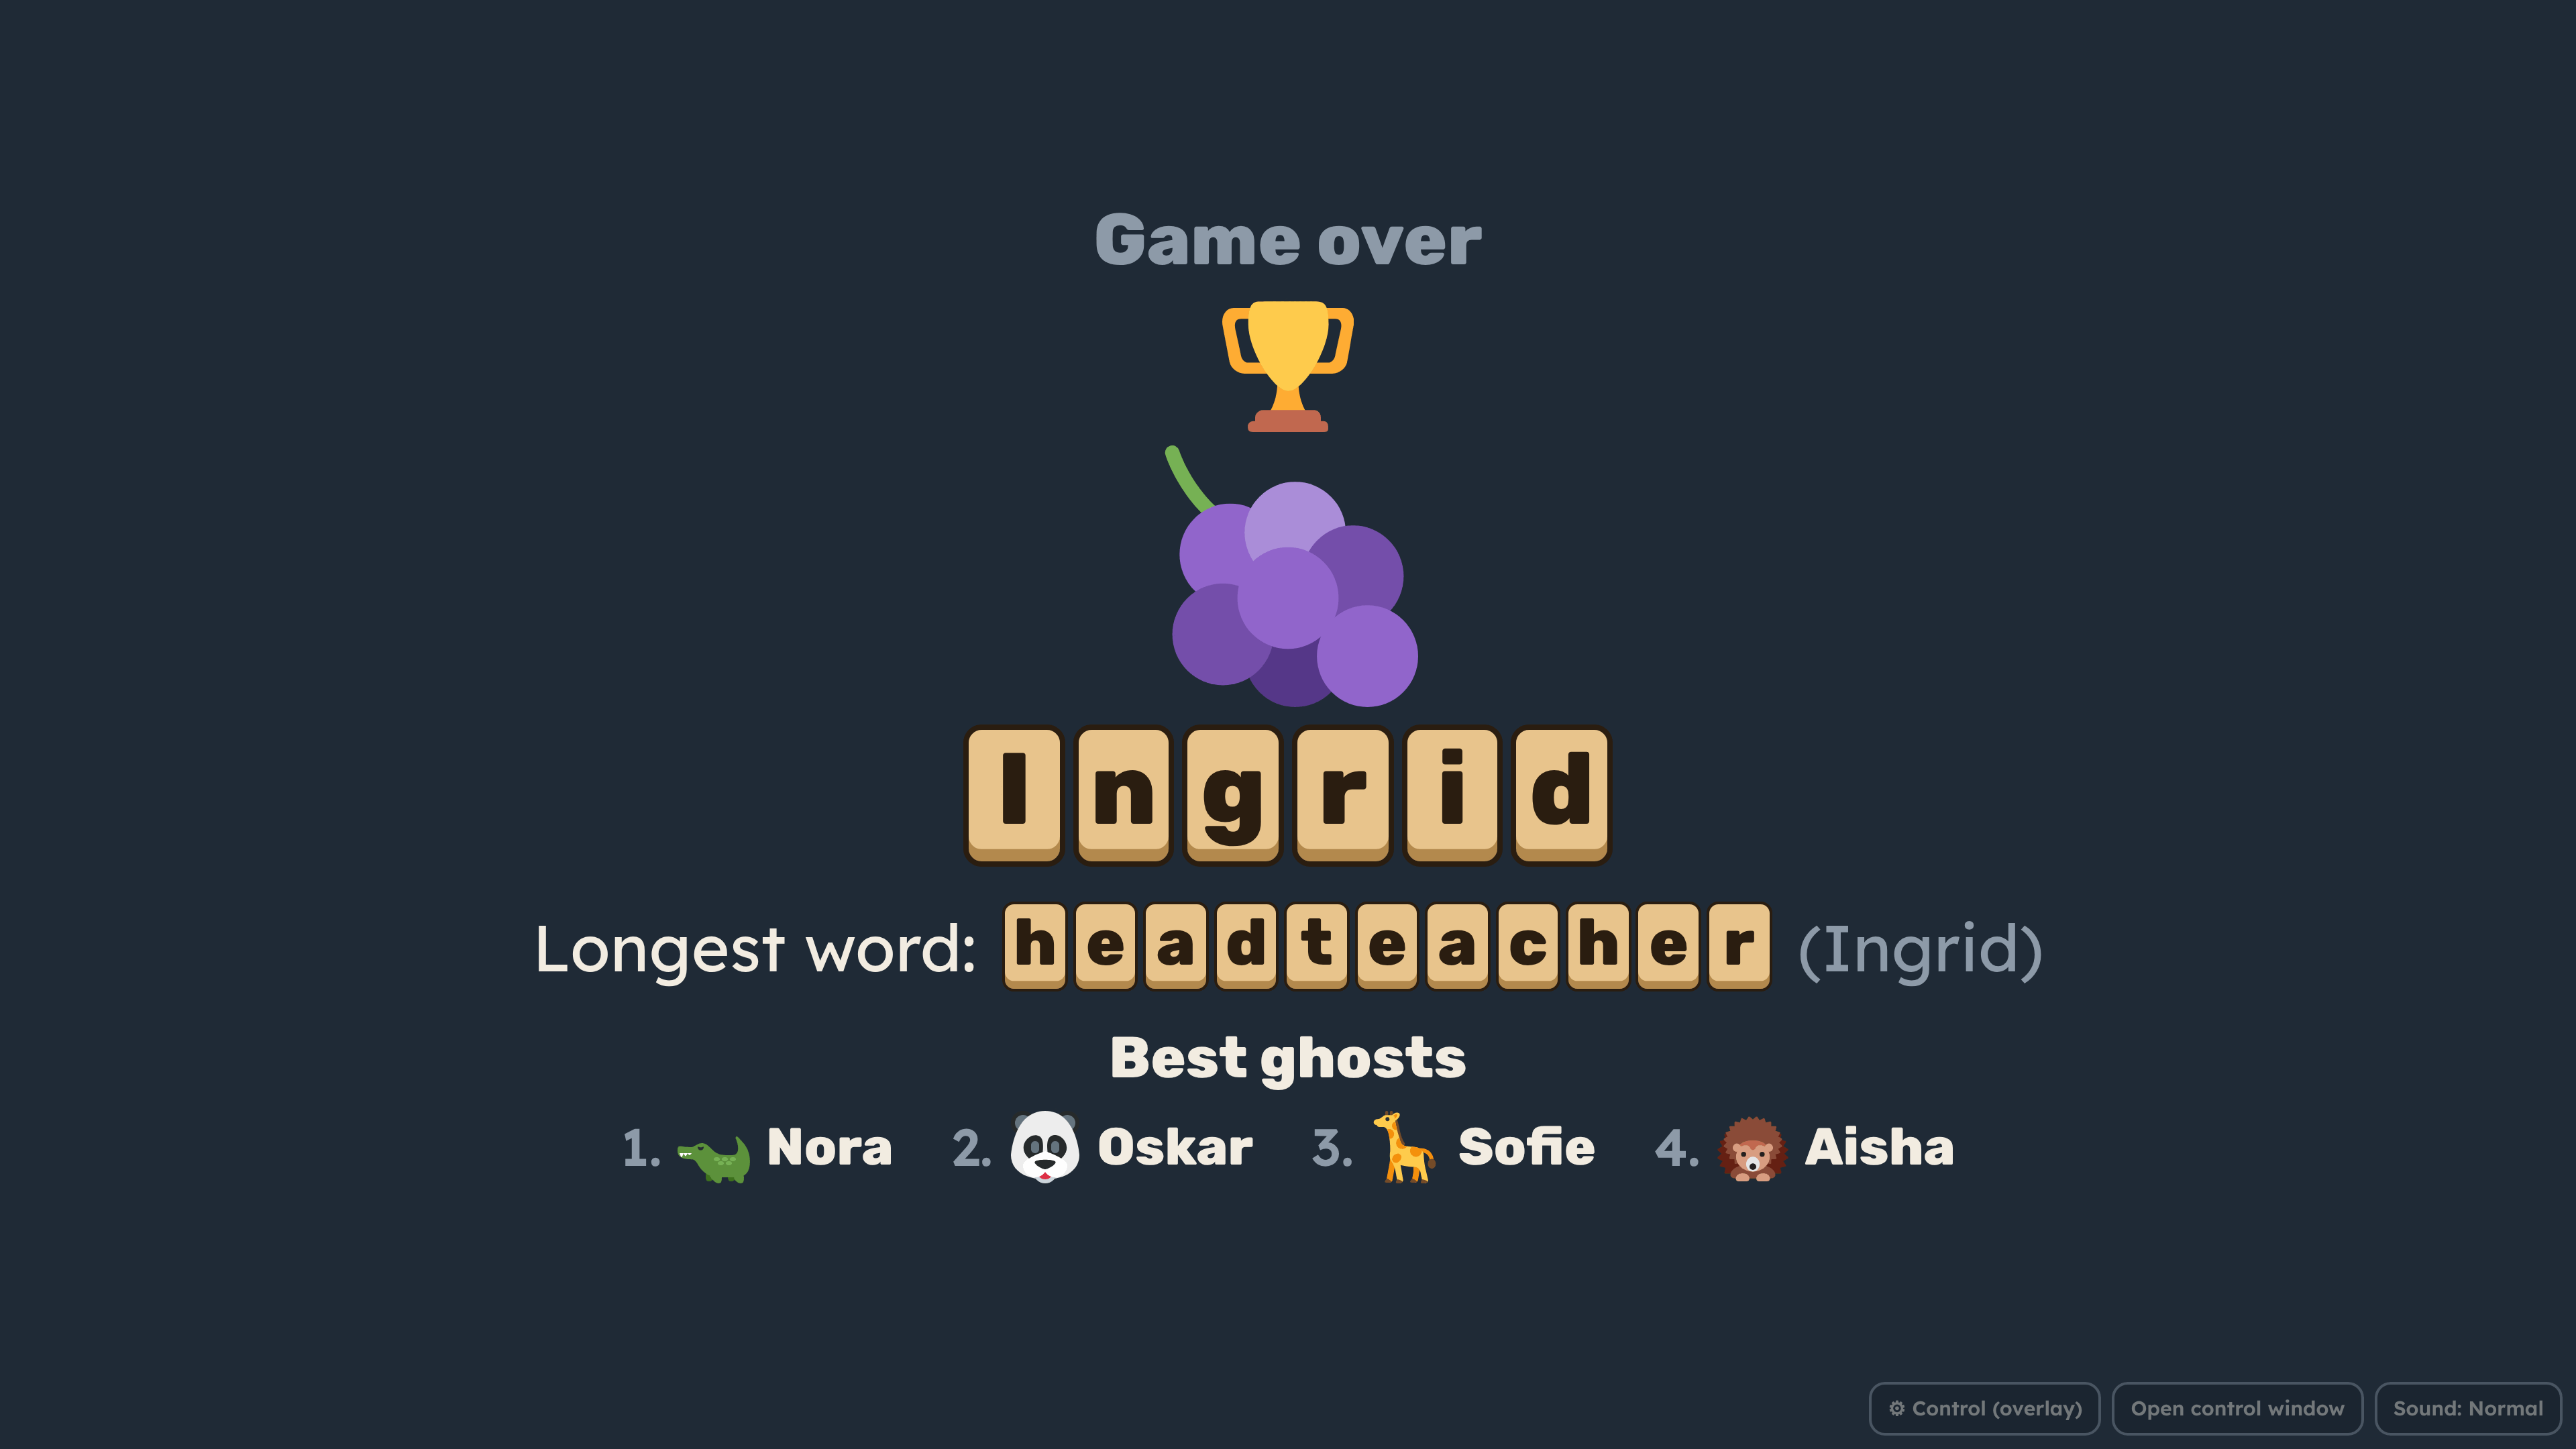 Game over
Ingrid
Longest word: headteacher (Ingrid)
Best ghosts
1. Nora 2. Oskar 3. Sofie 4. Aisha
⚙ Control (overlay) Open control window Sound: Normal